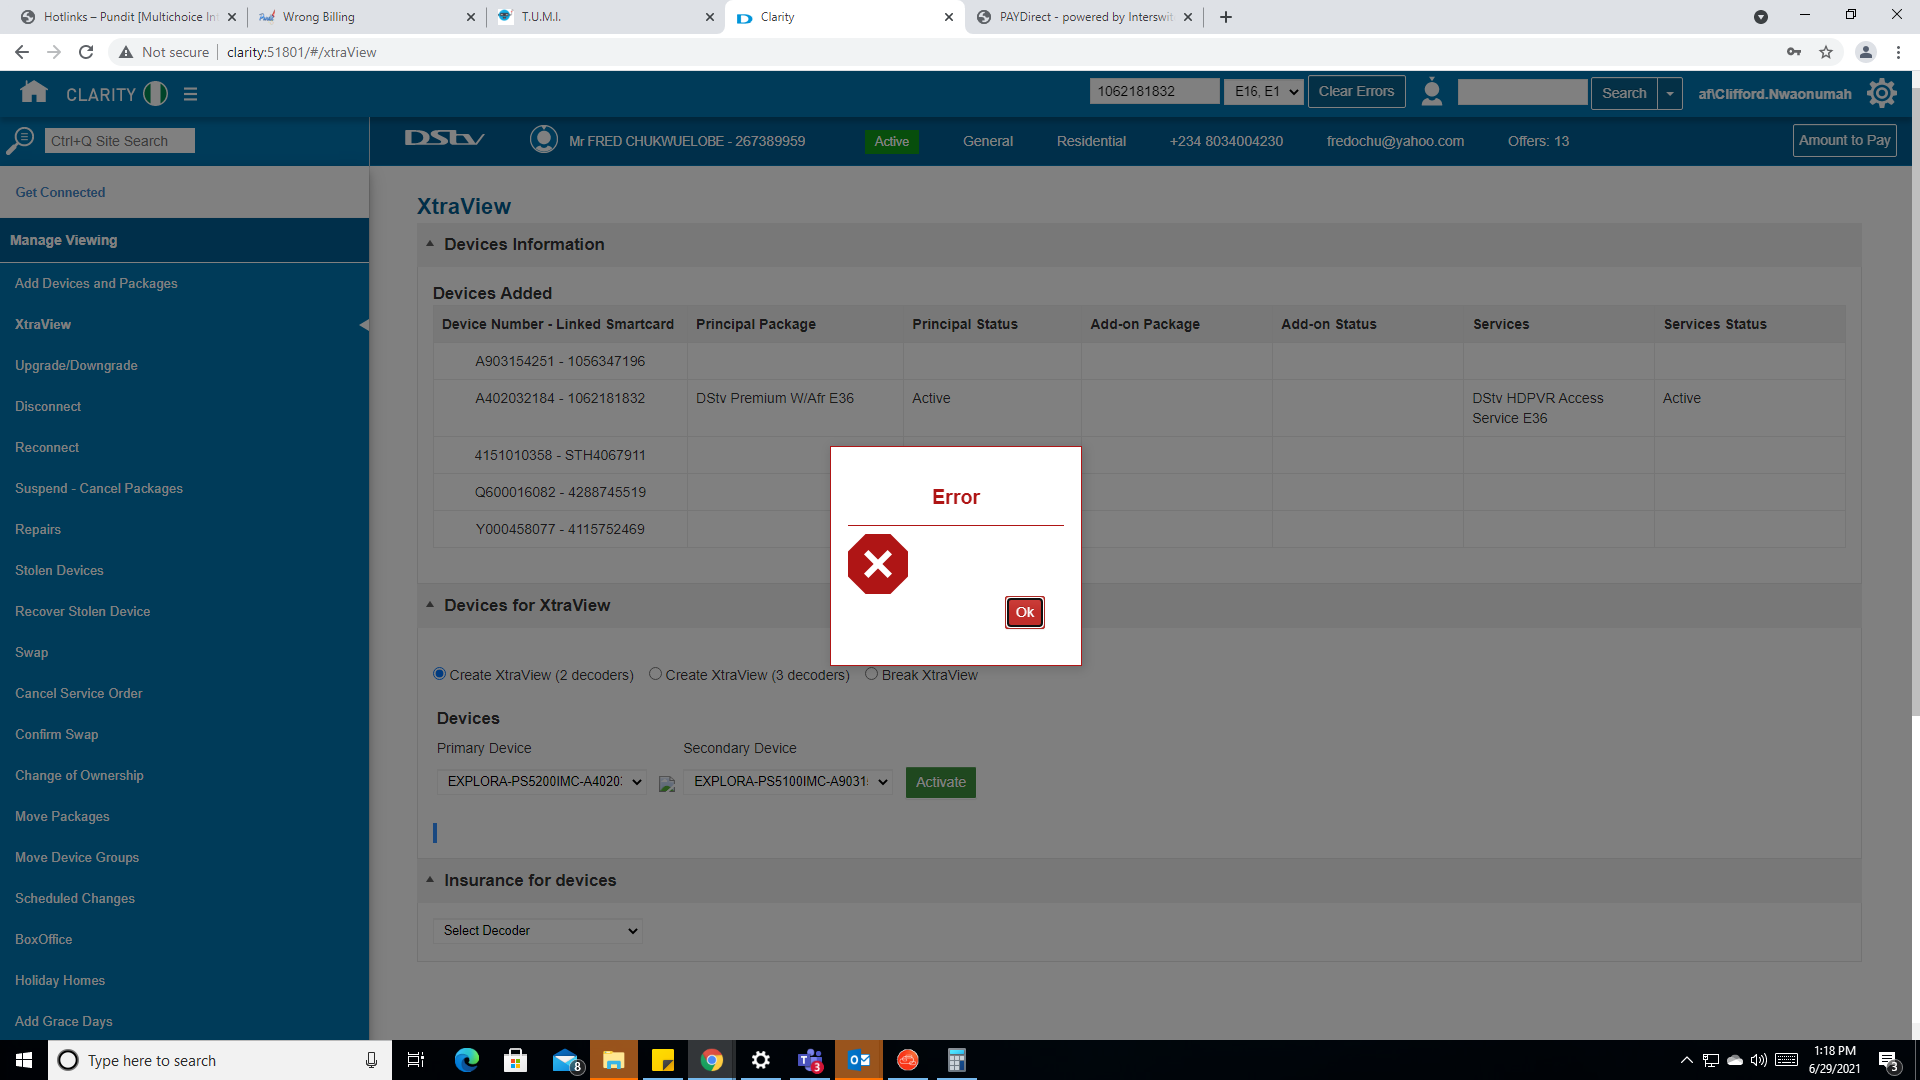 Hotlinks – Pundit [Multichoice Int
Wrong Billing
T.U.M.I.
Clarity
PAYDirect - powered by Interswit
Not secure
clarity:51801/#/xtraView
CLARITY
1062181832
E16, E1
Clear Errors
Search
af\Clifford.Nwaonumah
Ctrl+Q Site Search
DStv
Mr FRED CHUKWUELOBE - 267389959
Active
General
Residential
+234 8034004230
fredochu@yahoo.com
Offers: 13
Amount to Pay
Get Connected
Manage Viewing
Add Devices and Packages
XtraView
Upgrade/Downgrade
Disconnect
Reconnect
Suspend - Cancel Packages
Repairs
Stolen Devices
Recover Stolen Device
Swap
Cancel Service Order
Confirm Swap
Change of Ownership
Move Packages
Move Device Groups
Scheduled Changes
BoxOffice
Holiday Homes
Add Grace Days
XtraView
Devices Information
Devices Added
Device Number - Linked Smartcard Principal Package Principal Status Add-on Package Add-on Status Services Services Status
A903154251 - 1056347196
A402032184 - 1062181832 DStv Premium W/Afr E36 Active DStv HDPVR Access Active
Service E36
4151010358 - STH4067911
Q600016082 - 4288745519
Y000458077 - 4115752469
Error
Ok
Devices for XtraView
Create XtraView (2 decoders) Create XtraView (3 decoders) Break XtraView
Devices
Primary Device Secondary Device
EXPLORA-PS5200IMC-A4020 EXPLORA-PS5100IMC-A9031 Activate
Insurance for devices
Select Decoder
Type here to search
8
3
1:18 PM
6/29/2021
3